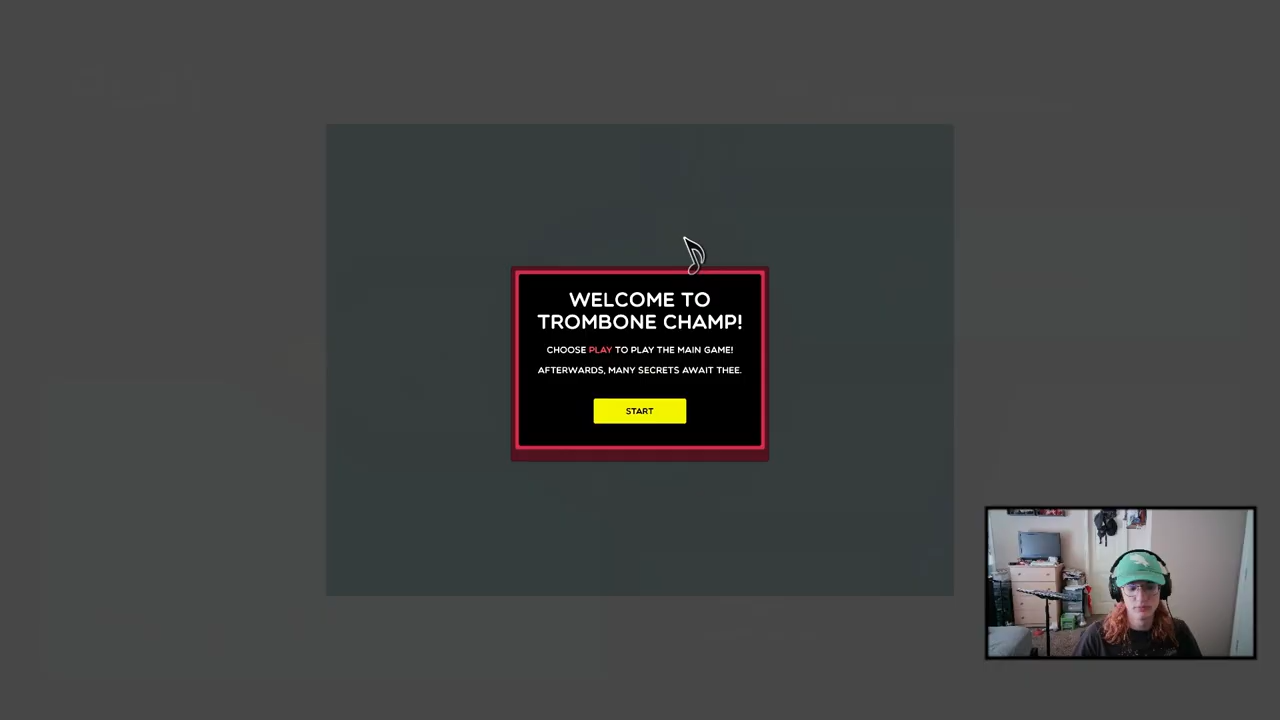 WELCOME TO
TROMBONE CHAMP!
CHOOSE PLAY TO PLAY THE MAIN GAME!
AFTERWARDS, MANY SECRETS AWAIT THEE.
START